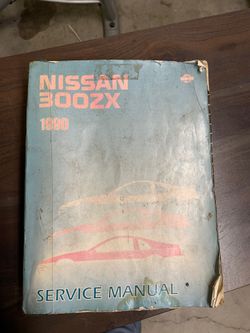 NISSAN
300ZX
1990
SERVICE MANUAL